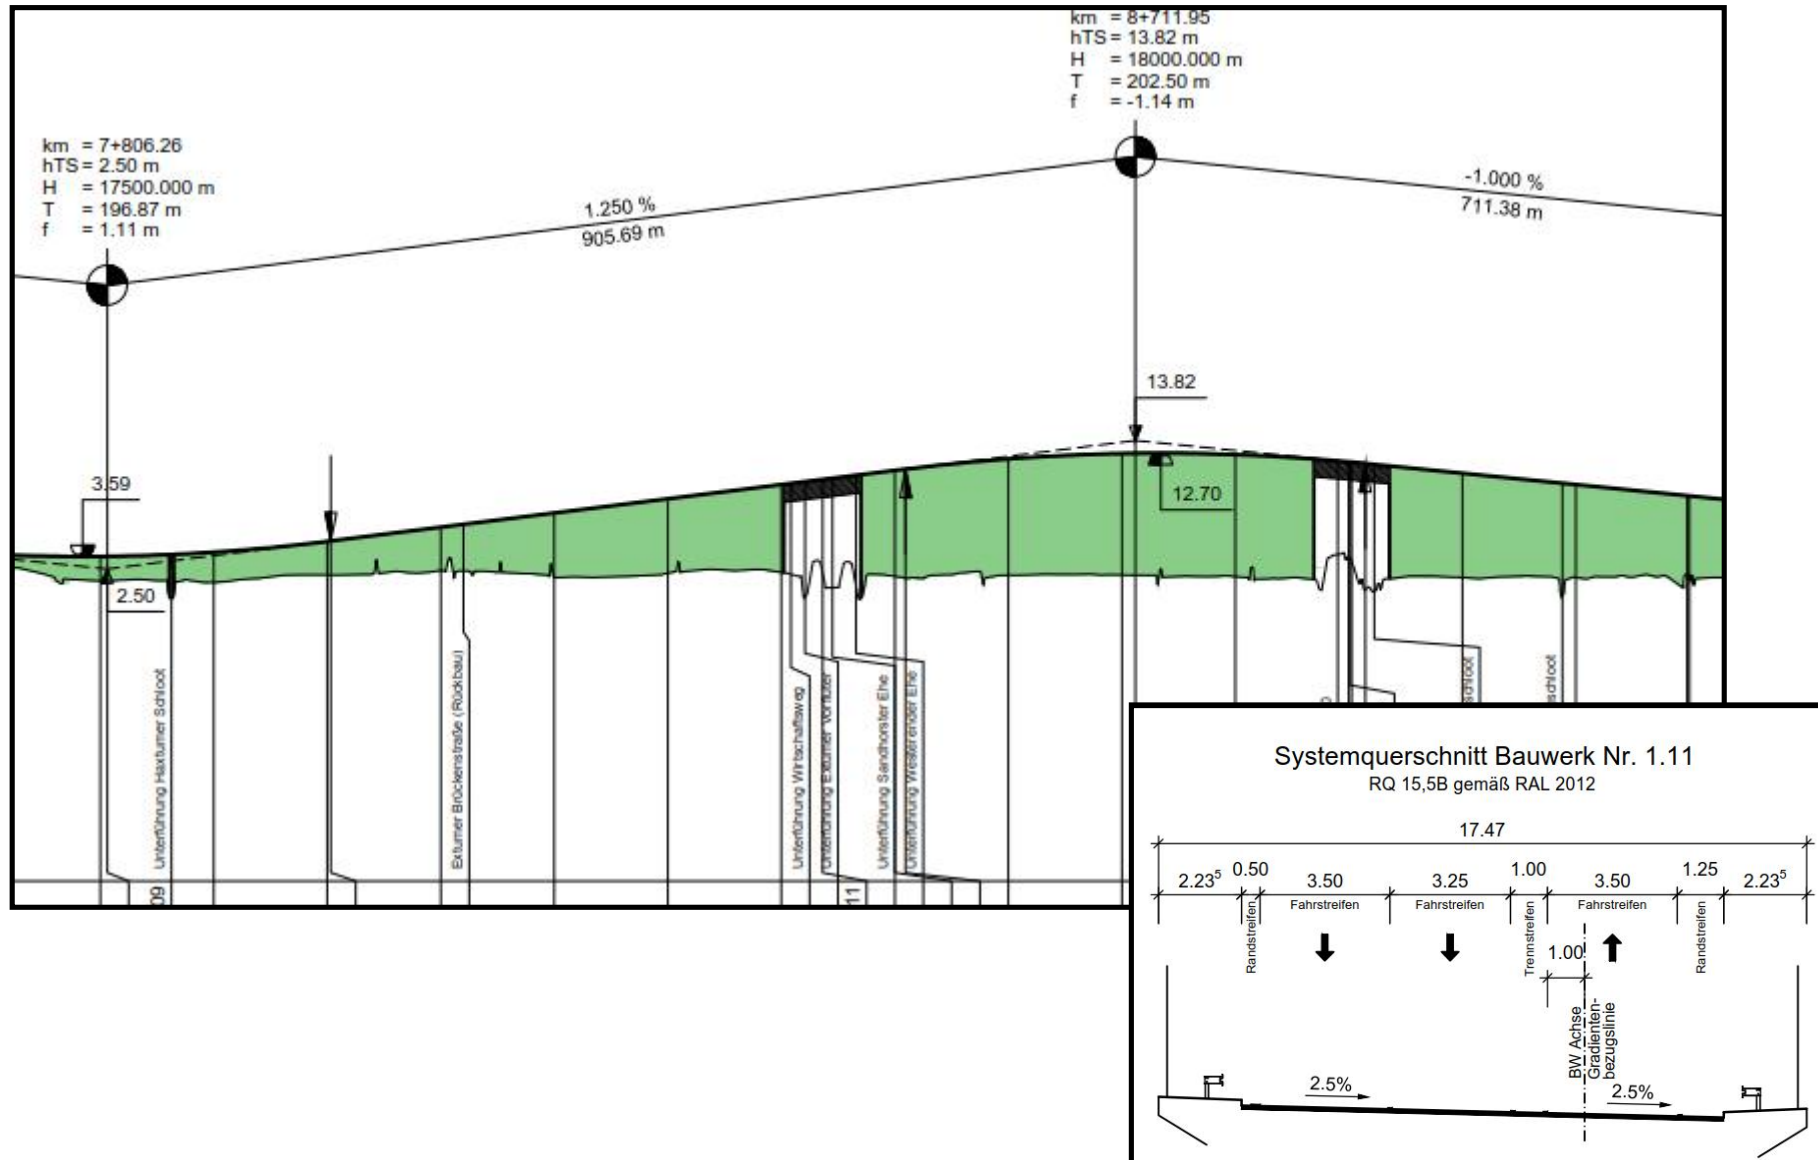 km = 8+711.95
hTS = 13.82 m
H = 18000.000 m
T = 202.50 m
f = -1.14 m
km = 7+806.26
hTS = 2.50 m
H = 17500.000 m
T = 196.87 m
f = 1.11 m
1.250 %
905.69 m
-1.000 %
711.38 m
13.82
3.59
12.70
2.50
Unterführung Haxtumer Schloot
Extumer Brückenstraße (Rückbau)
Unterführung Wirtschaftsweg
Unterführung Extumer Vorfluter
Unterführung Sandhorster Ehe
Unterführung Westerender Ehe
schloot
schloot
09
11
Systemquerschnitt Bauwerk Nr. 1.11
RQ 15,5B gemäß RAL 2012
17.47
2.23⁵ 0.50 3.50 3.25 1.00 3.50 1.25 2.23⁵
Randstreifen Fahrstreifen Fahrstreifen Trennstreifen Fahrstreifen Randstreifen
1.00
BW Achse
Gradienten-
bezugslinie
2.5%
2.5%